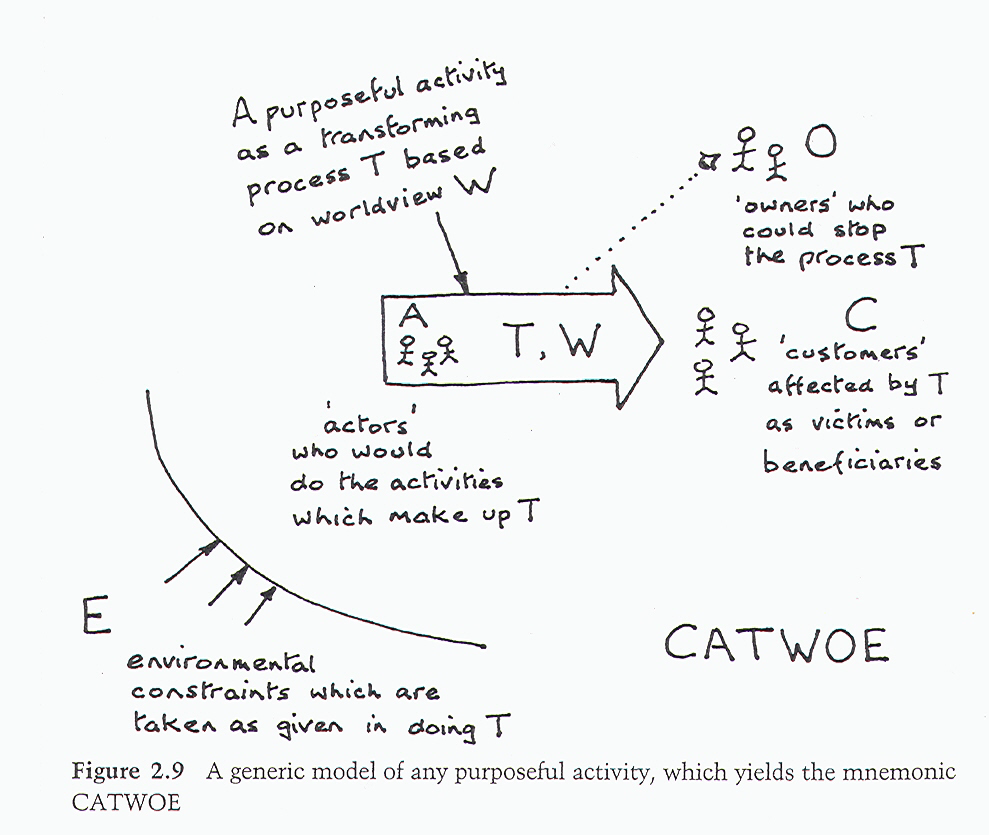 A purposeful activity
as a transforming
process T based
on worldview W
O
'owners' who
could stop
the process T
A
T, W
C
'customers'
affected by T
as victims or
beneficiaries
'actors'
who would
do the activities
which make up T
E
environmental
constraints which are
taken as given in doing T
CATWOE
Figure 2.9 A generic model of any purposeful activity, which yields the mnemonic
CATWOE